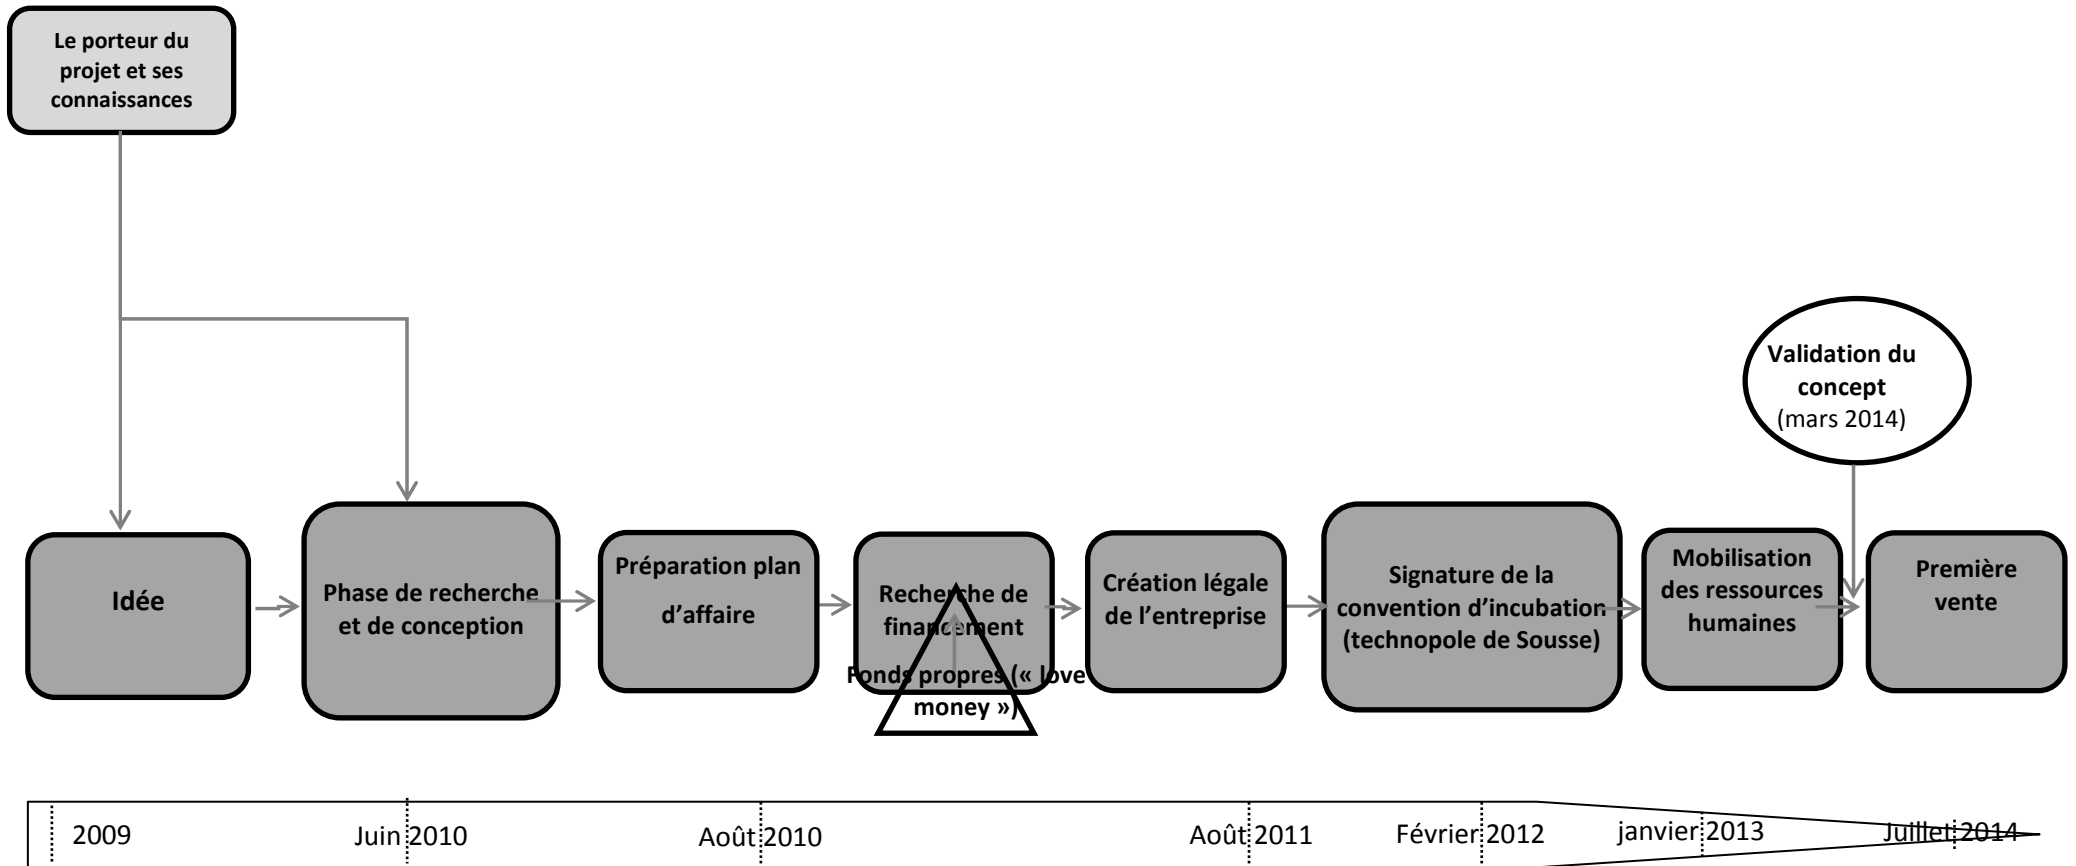 Le porteur du
projet et ses
connaissances
Validation du
concept
(mars 2014)
Idée
Phase de recherche
et de conception
Préparation plan
d’affaire
Recherche de
financement
Fonds propres (« love
money »)
Création légale
de l’entreprise
Signature de la
convention d’incubation
(technopole de Sousse)
Mobilisation
des ressources
humaines
Première
vente
2009
Juin 2010
Août 2010
Août 2011
Février 2012
janvier 2013
Juillet 2014